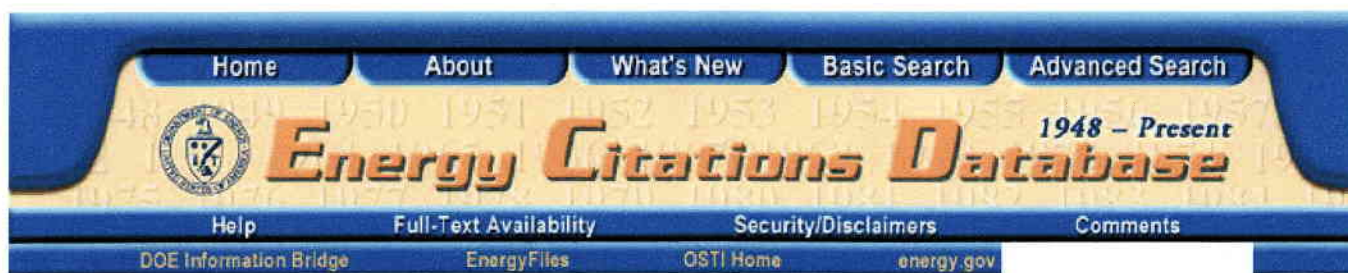 Home About What's New Basic Search Advanced Search
1948 – Present
Energy Citations Database
Help Full-Text Availability Security/Disclaimers Comments
DOE Information Bridge EnergyFiles OSTI Home energy.gov